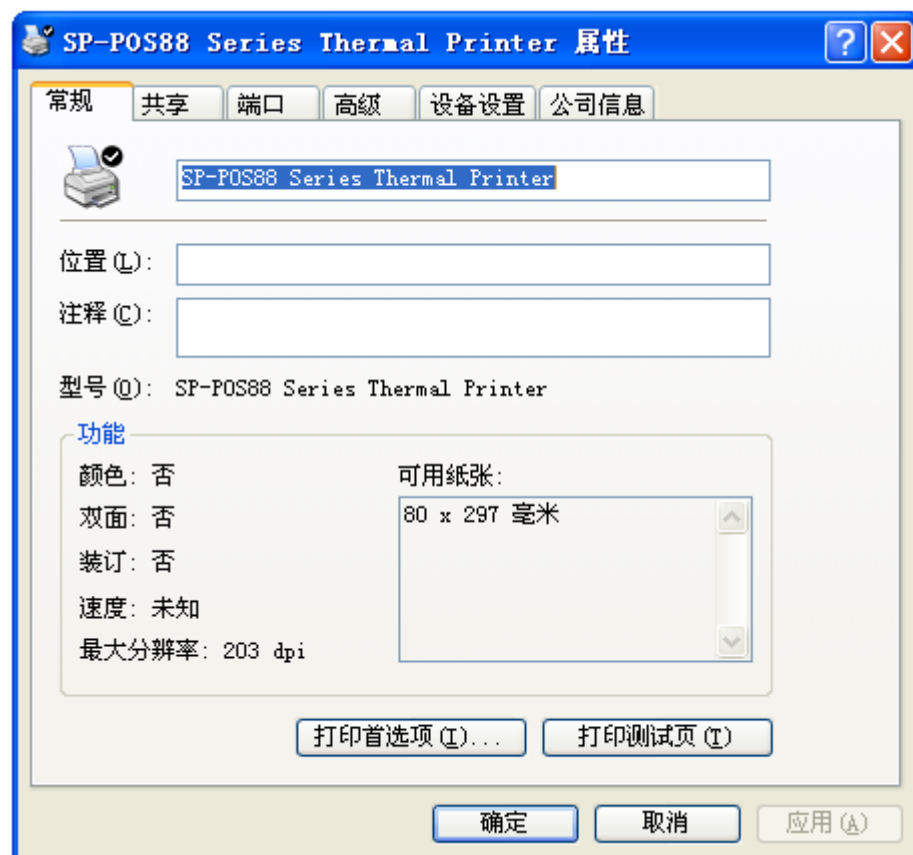 SP-POS88 Series Thermal Printer 属性
常规 共享 端口 高级 设备设置 公司信息
SP-POS88 Series Thermal Printer
位置(L):
注释(C):
型号(O): SP-POS88 Series Thermal Printer
功能
颜色: 否 可用纸张:
双面: 否 80 x 297 毫米
装订: 否
速度: 未知
最大分辨率: 203 dpi
打印首选项(I)... 打印测试页(T)
确定 取消 应用(A)